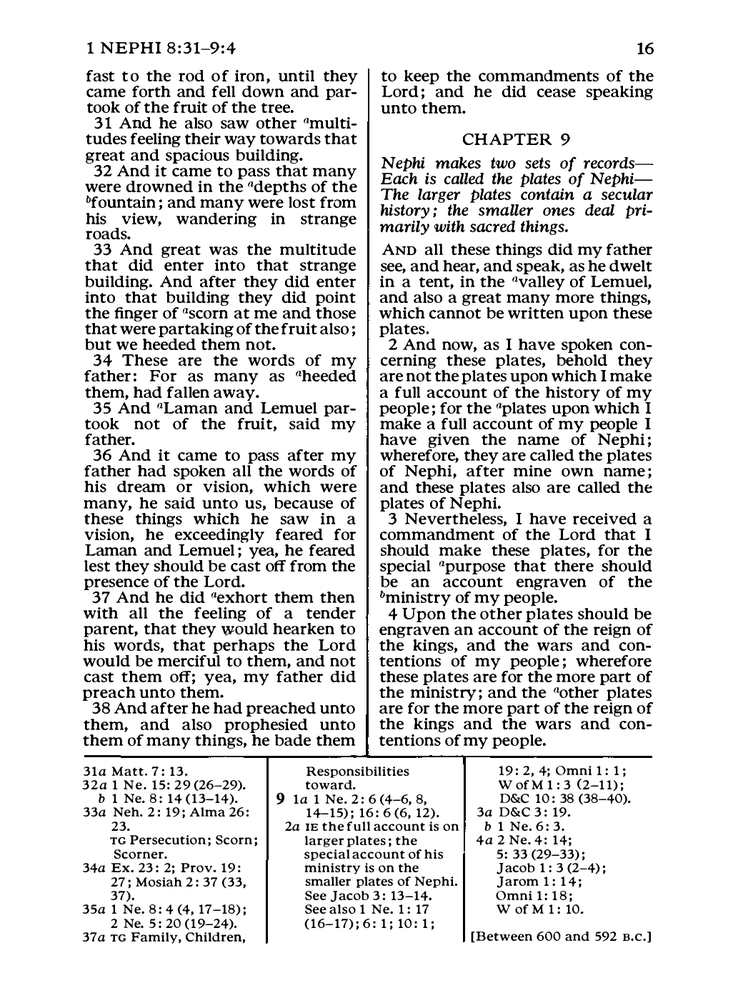 1 NEPHI 8:31–9:4
16
fast to the rod of iron, until they
came forth and fell down and par-
took of the fruit of the tree.
31 And he also saw other amulti-
tudes feeling their way towards that
great and spacious building.
32 And it came to pass that many
were drowned in the adepths of the
bfountain; and many were lost from
his view, wandering in strange
roads.
33 And great was the multitude
that did enter into that strange
building. And after they did enter
into that building they did point
the finger of ascorn at me and those
that were partaking of the fruit also;
but we heeded them not.
34 These are the words of my
father: For as many as aheeded
them, had fallen away.
35 And aLaman and Lemuel par-
took not of the fruit, said my
father.
36 And it came to pass after my
father had spoken all the words of
his dream or vision, which were
many, he said unto us, because of
these things which he saw in a
vision, he exceedingly feared for
Laman and Lemuel; yea, he feared
lest they should be cast off from the
presence of the Lord.
37 And he did aexhort them then
with all the feeling of a tender
parent, that they would hearken to
his words, that perhaps the Lord
would be merciful to them, and not
cast them off; yea, my father did
preach unto them.
38 And after he had preached unto
them, and also prophesied unto
them of many things, he bade them
to keep the commandments of the
Lord; and he did cease speaking
unto them.
CHAPTER 9
Nephi makes two sets of records—
Each is called the plates of Nephi—
The larger plates contain a secular
history; the smaller ones deal pri-
marily with sacred things.
AND all these things did my father
see, and hear, and speak, as he dwelt
in a tent, in the avalley of Lemuel,
and also a great many more things,
which cannot be written upon these
plates.
2 And now, as I have spoken con-
cerning these plates, behold they
are not the plates upon which I make
a full account of the history of my
people; for the aplates upon which I
make a full account of my people I
have given the name of Nephi;
wherefore, they are called the plates
of Nephi, after mine own name;
and these plates also are called the
plates of Nephi.
3 Nevertheless, I have received a
commandment of the Lord that I
should make these plates, for the
special apurpose that there should
be an account engraven of the
bministry of my people.
4 Upon the other plates should be
engraven an account of the reign of
the kings, and the wars and con-
tentions of my people; wherefore
these plates are for the more part of
the ministry; and the aother plates
are for the more part of the reign of
the kings and the wars and con-
tentions of my people.
31a Matt. 7: 13.
32a 1 Ne. 15: 29 (26–29).
b 1 Ne. 8: 14 (13–14).
33a Neh. 2: 19; Alma 26:
23.
TG Persecution; Scorn;
Scorner.
34a Ex. 23: 2; Prov. 19:
27; Mosiah 2: 37 (33,
37).
35a 1 Ne. 8: 4 (4, 17–18);
2 Ne. 5: 20 (19–24).
37a TG Family, Children,
Responsibilities
toward.
9 1a 1 Ne. 2: 6 (4–6, 8,
14–15); 16: 6 (6, 12).
2a IE the full account is on
larger plates; the
special account of his
ministry is on the
smaller plates of Nephi.
See Jacob 3: 13–14.
See also 1 Ne. 1: 17
(16–17); 6: 1; 10: 1;
19: 2, 4; Omni 1: 1;
W of M 1: 3 (2–11);
D&C 10: 38 (38–40).
3a D&C 3: 19.
b 1 Ne. 6: 3.
4a 2 Ne. 4: 14;
5: 33 (29–33);
Jacob 1: 3 (2–4);
Jarom 1: 14;
Omni 1: 18;
W of M 1: 10.
[Between 600 and 592 B.C.]